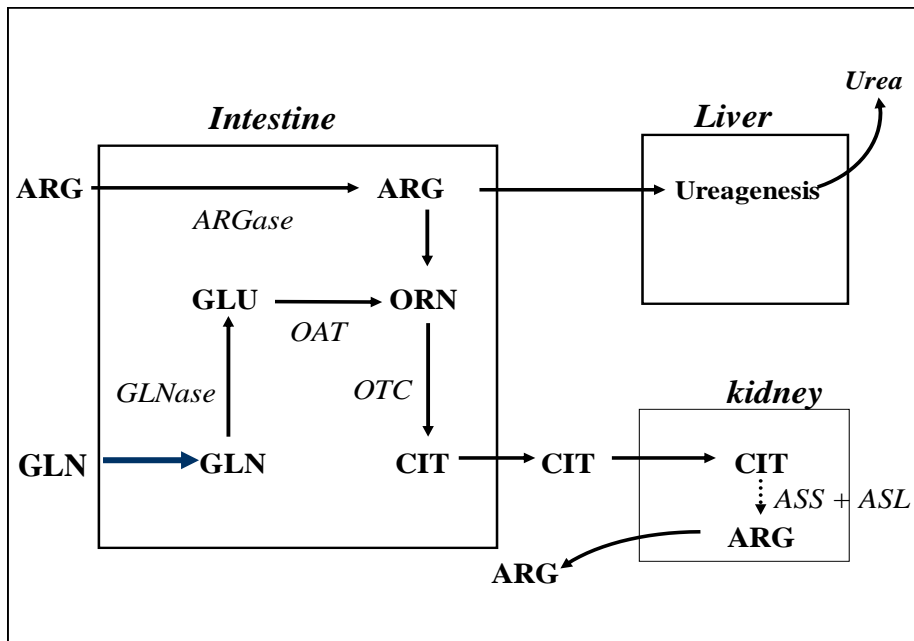 Urea
Intestine
Liver
ARG
ARG
Ureagenesis
ARGase
GLU
ORN
OAT
GLNase
OTC
kidney
GLN
GLN
CIT
CIT
CIT
ASS + ASL
ARG
ARG